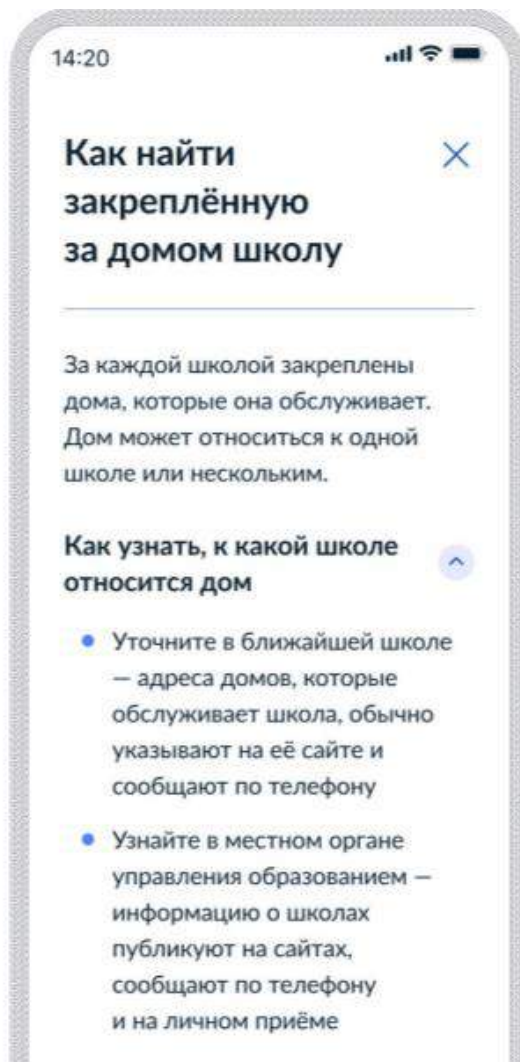 14:20
Как найти
закреплённую
за домом школу
За каждой школой закреплены
дома, которые она обслуживает.
Дом может относиться к одной
школе или нескольким.
Как узнать, к какой школе
относится дом
Уточните в ближайшей школе
— адреса домов, которые
обслуживает школа, обычно
указывают на её сайте и
сообщают по телефону
Узнайте в местном органе
управления образованием —
информацию о школах
публикуют на сайтах,
сообщают по телефону
и на личном приёме